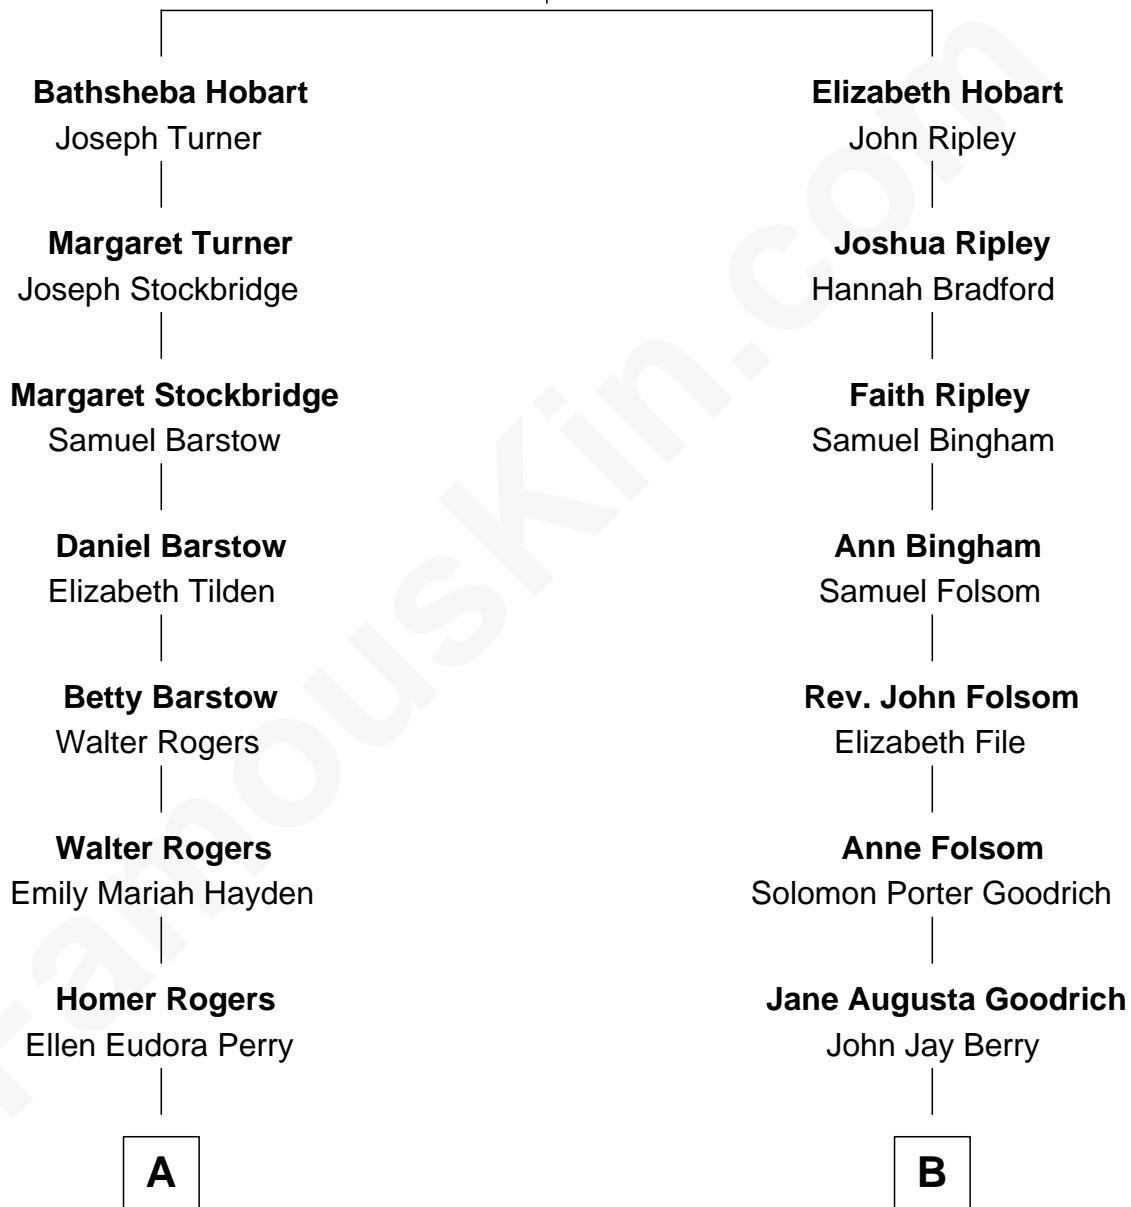 Bathsheba Hobart
Joseph Turner
Margaret Turner
Joseph Stockbridge
Margaret Stockbridge
Samuel Barstow
Daniel Barstow
Elizabeth Tilden
Betty Barstow
Walter Rogers
Walter Rogers
Emily Mariah Hayden
Homer Rogers
Ellen Eudora Perry
A
Elizabeth Hobart
John Ripley
Joshua Ripley
Hannah Bradford
Faith Ripley
Samuel Bingham
Ann Bingham
Samuel Folsom
Rev. John Folsom
Elizabeth File
Anne Folsom
Solomon Porter Goodrich
Jane Augusta Goodrich
John Jay Berry
B
FamousKin.com